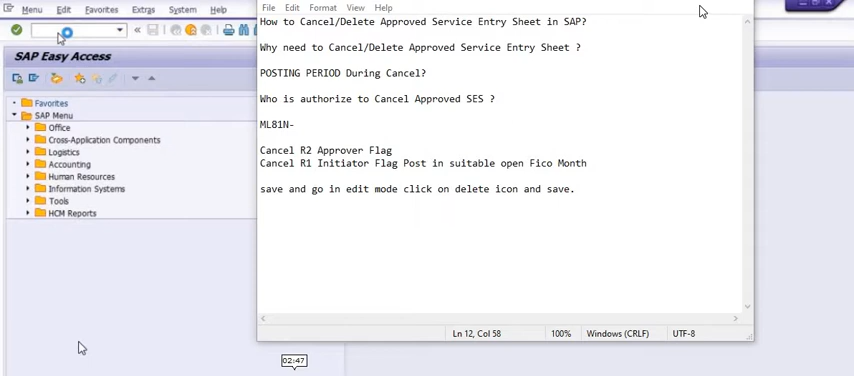 Menu Edit Favorites Extras System Help
SAP Easy Access
Favorites
SAP Menu
Office
Cross-Application Components
Logistics
Accounting
Human Resources
Information Systems
Tools
HCM Reports
File Edit Format View Help
How to Cancel/Delete Approved Service Entry Sheet in SAP?
Why need to Cancel/Delete Approved Service Entry Sheet ?
POSTING PERIOD During Cancel?
Who is authorize to Cancel Approved SES ?
ML81N-
Cancel R2 Approver Flag
Cancel R1 Initiator Flag Post in suitable open Fico Month
save and go in edit mode click on delete icon and save.
Ln 12, Col 58 100% Windows (CRLF) UTF-8
02:47